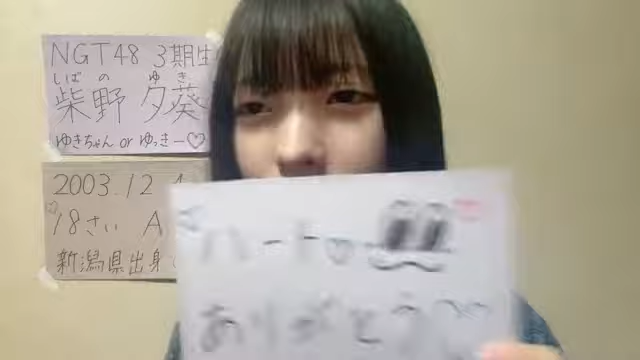 NGT48 3期生
しばの ゆき
柴野 夕葵
ゆきちゃん or ゆっきー♡
2003.12
18さい A
新潟県出身
ハートの
ありがとう